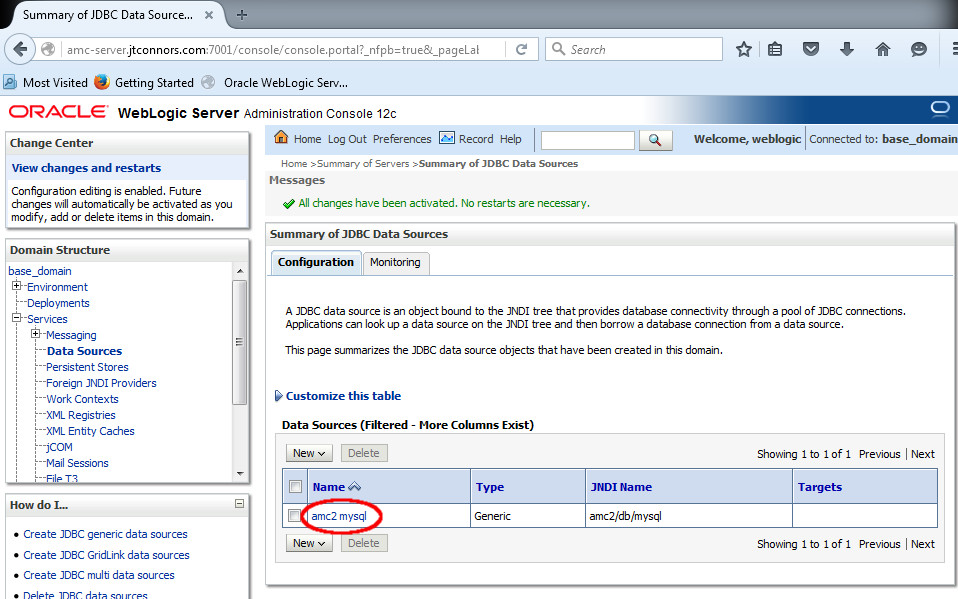 Summary of JDBC Data Source...
amc-server.jtconnors.com:7001/console/console.portal?_nfpb=true&_pageLab
Search
Most Visited Getting Started Oracle WebLogic Serv...
ORACLE WebLogic Server Administration Console 12c
Change Center
View changes and restarts
Configuration editing is enabled. Future
changes will automatically be activated as you
modify, add or delete items in this domain.
Domain Structure
base_domain
Environment
Deployments
Services
Messaging
Data Sources
Persistent Stores
Foreign JNDI Providers
Work Contexts
XML Registries
XML Entity Caches
jCOM
Mail Sessions
File T3
How do I...
Create JDBC generic data sources
Create JDBC GridLink data sources
Create JDBC multi data sources
Delete JDBC data sources
Home Log Out Preferences Record Help
Welcome, weblogic Connected to: base_domain
Home >Summary of Servers >Summary of JDBC Data Sources
Messages
All changes have been activated. No restarts are necessary.
Summary of JDBC Data Sources
Configuration Monitoring
A JDBC data source is an object bound to the JNDI tree that provides database connectivity through a pool of JDBC connections.
Applications can look up a data source on the JNDI tree and then borrow a database connection from a data source.
This page summarizes the JDBC data source objects that have been created in this domain.
Customize this table
Data Sources (Filtered - More Columns Exist)
New Delete Showing 1 to 1 of 1 Previous | Next
Name Type JNDI Name Targets
amc2 mysql Generic amc2/db/mysql
New Delete Showing 1 to 1 of 1 Previous | Next